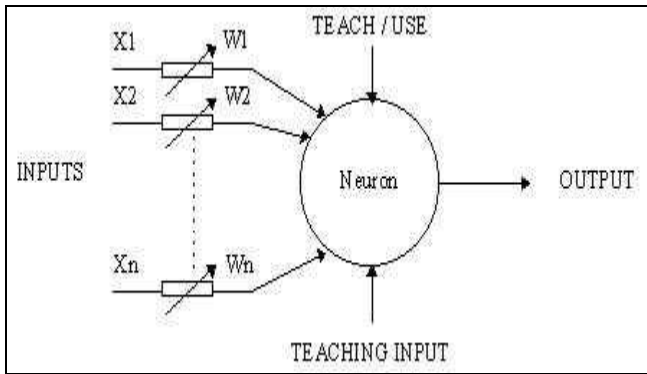 X1 W1
TEACH / USE
X2 W2
INPUTS
Neuron
OUTPUT
Xn Wn
TEACHING INPUT